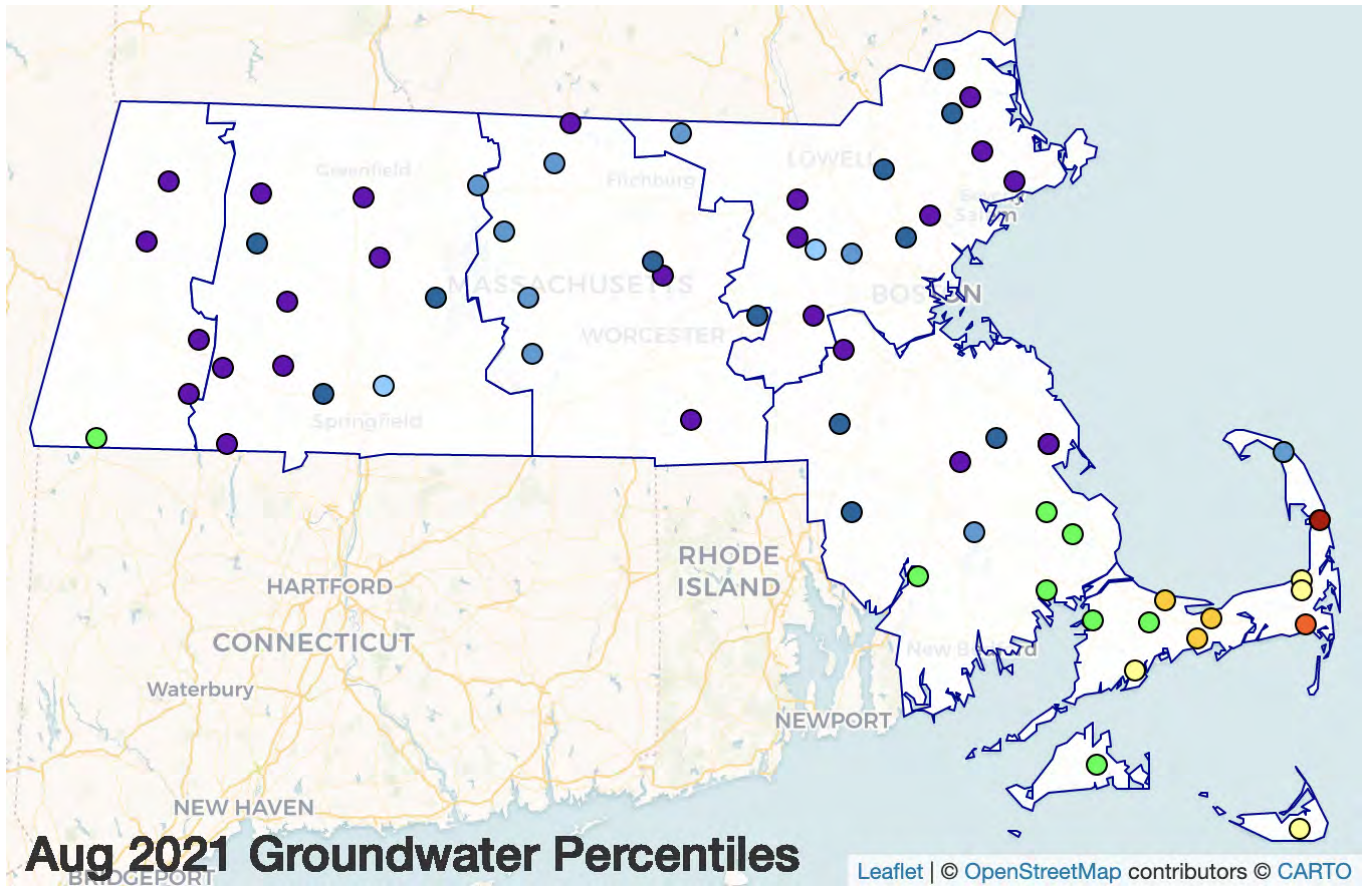 Greenfield
LOWELL
Fitchburg
MASSACHUSETTS
BOSTON
WORCESTER
Springfield
RHODE
ISLAND
HARTFORD
CONNECTICUT
New Bedford
Waterbury
NEWPORT
NEW HAVEN
Aug 2021 Groundwater Percentiles
BRIDGEPORT
Leaflet | © OpenStreetMap contributors © CARTO